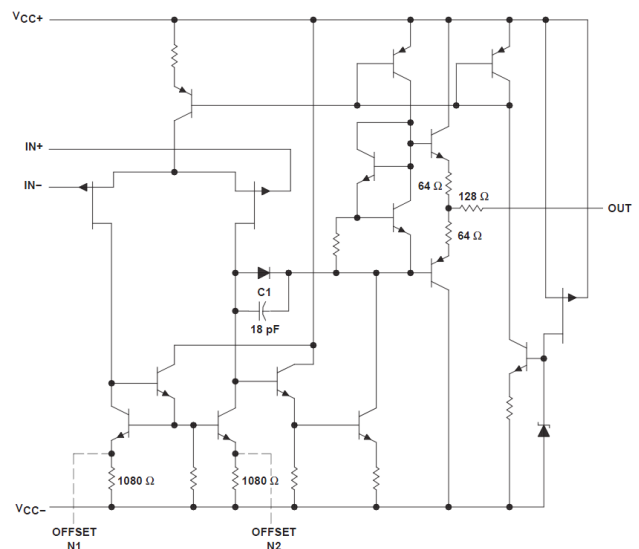 VCC+
IN+
IN−
64 Ω
128 Ω
OUT
64 Ω
C1
18 pF
1080 Ω
1080 Ω
VCC−
OFFSET
N1
OFFSET
N2